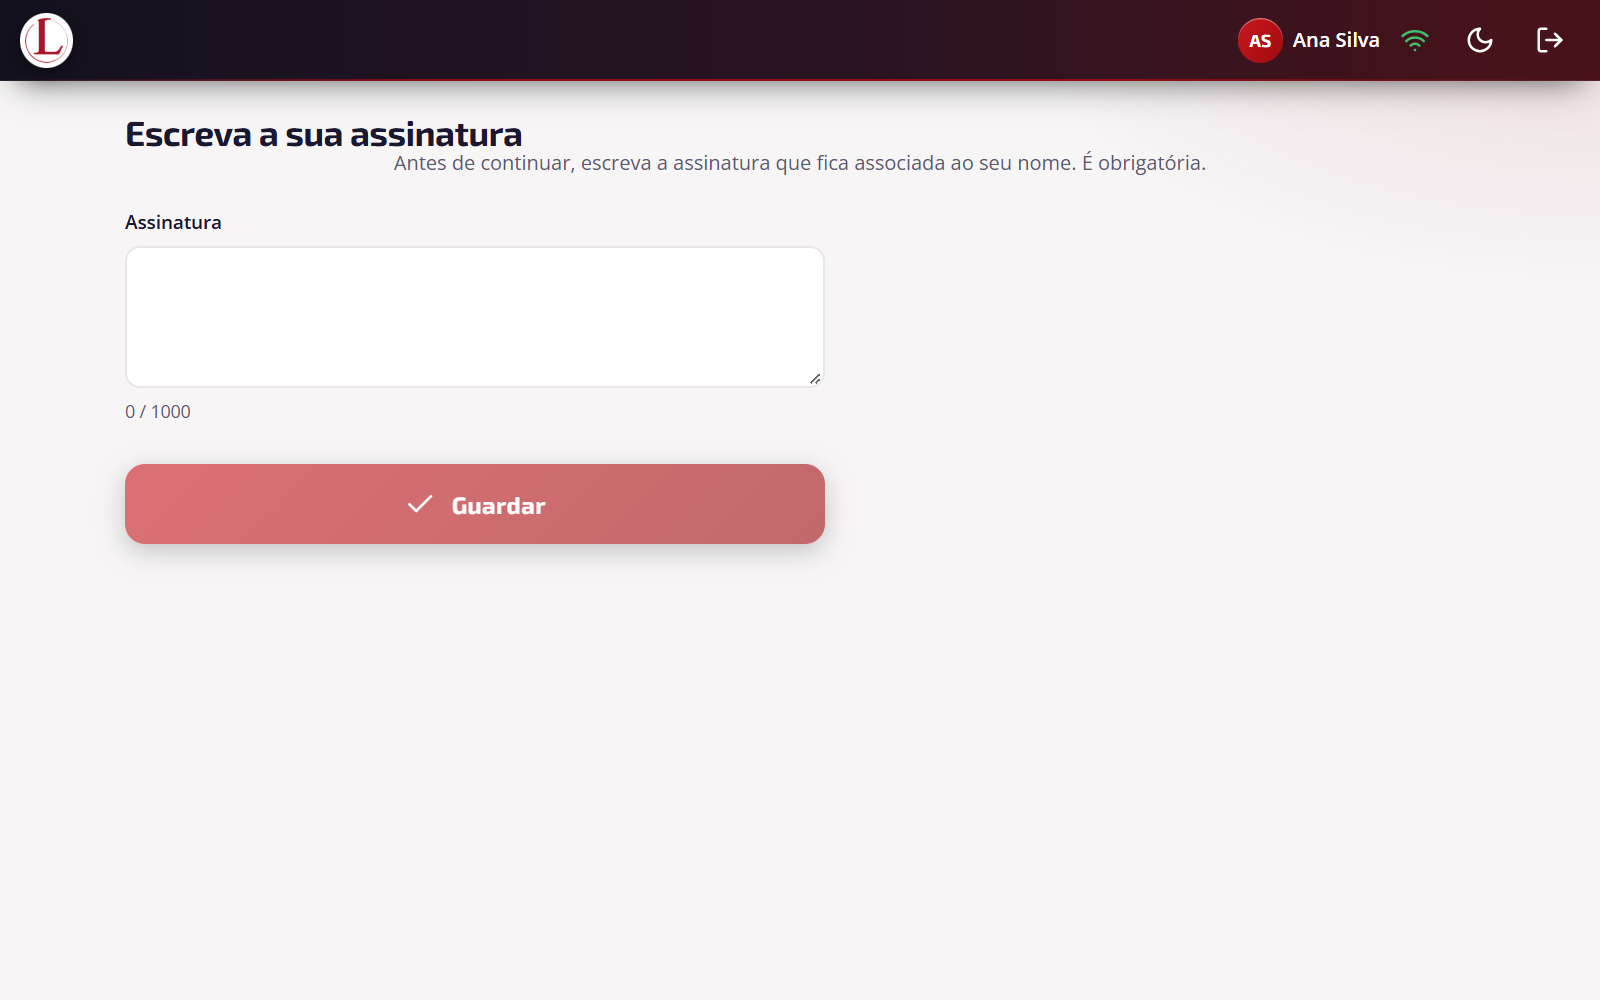 L
AS Ana Silva
Escreva a sua assinatura
Antes de continuar, escreva a assinatura que fica associada ao seu nome. É obrigatória.
Assinatura
0 / 1000
Guardar